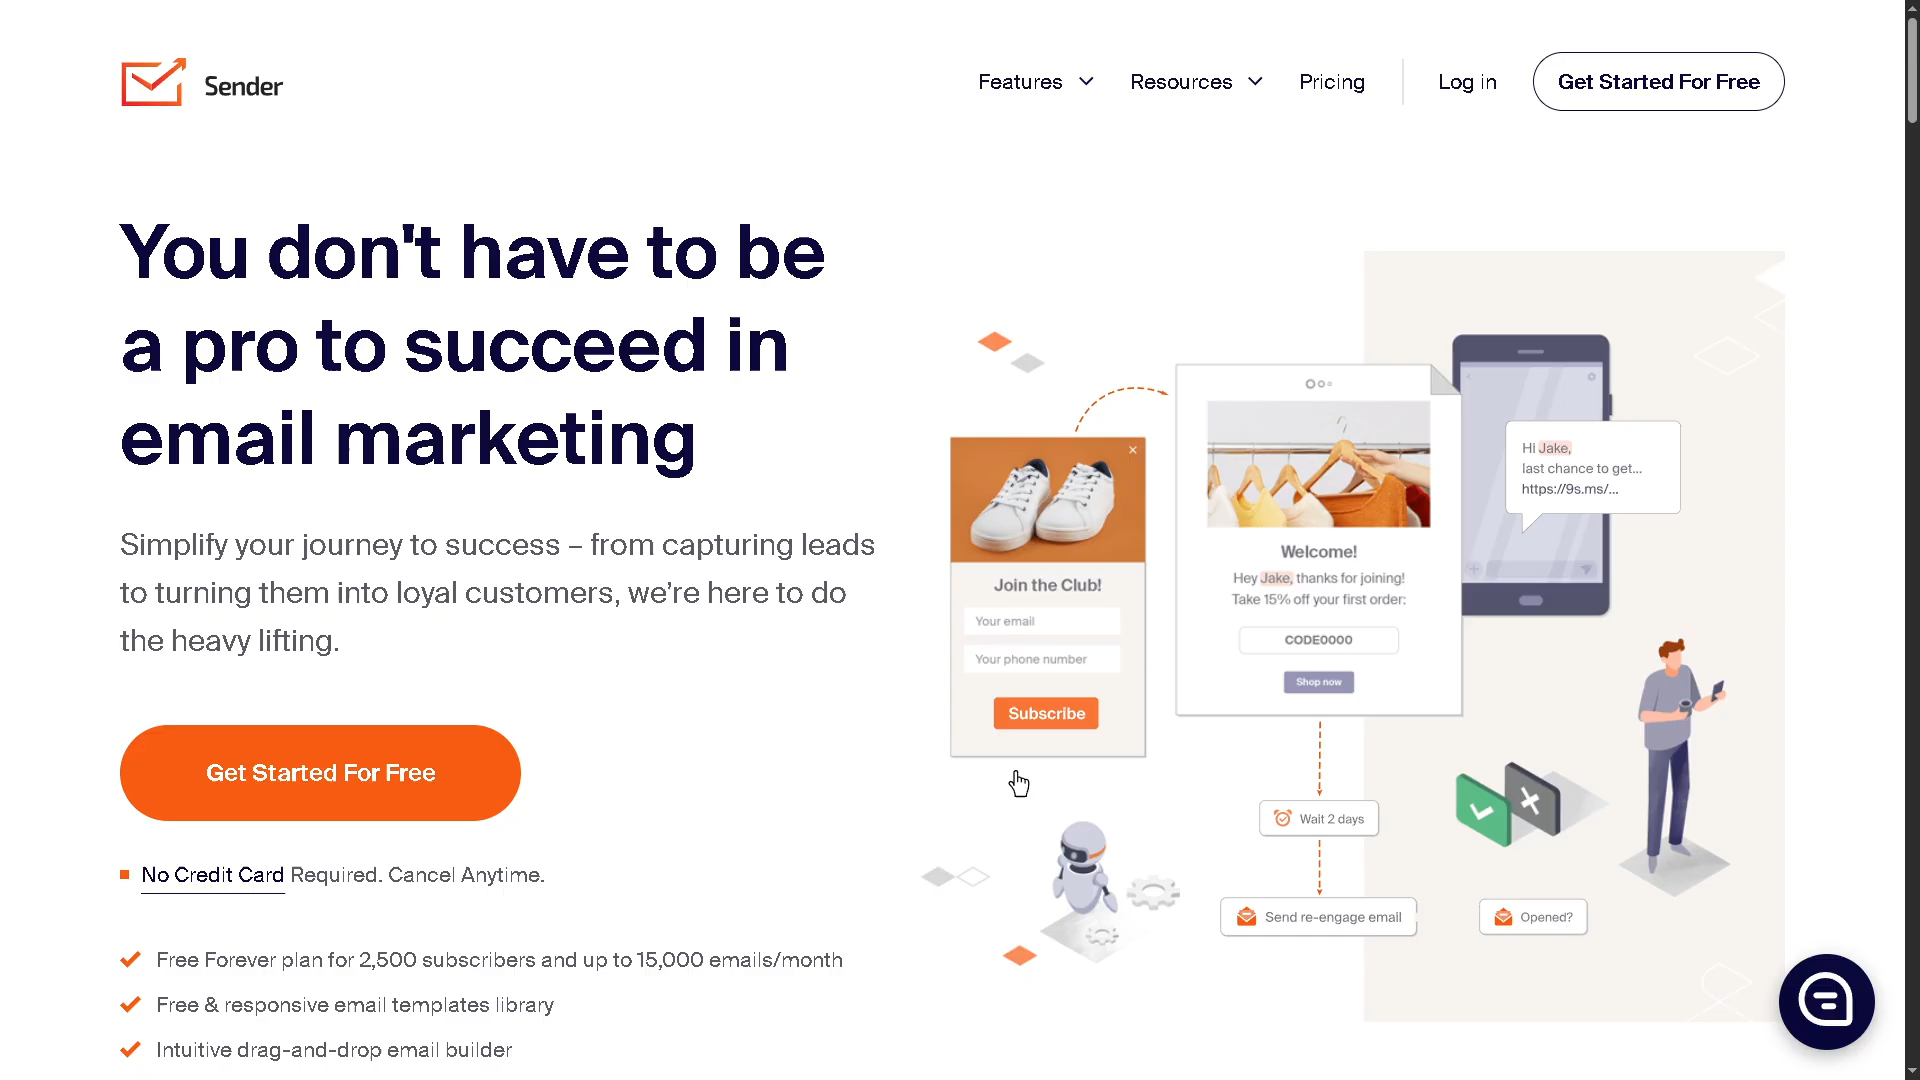 Sender
Features
Resources
Pricing
Log in
Get Started For Free
You don't have to be
a pro to succeed in
email marketing
Simplify your journey to success – from capturing leads
to turning them into loyal customers, we’re here to do
the heavy lifting.
Get Started For Free
No Credit Card Required. Cancel Anytime.
Free Forever plan for 2,500 subscribers and up to 15,000 emails/month
Free & responsive email templates library
Intuitive drag-and-drop email builder
Join the Club!
Your email
Your phone number
Subscribe
Welcome!
Hey Jake, thanks for joining!
Take 15% off your first order:
CODE0000
Shop now
Hi Jake,
last chance to get...
https://9s.ms/...
Wait 2 days
Send re-engage email
Opened?